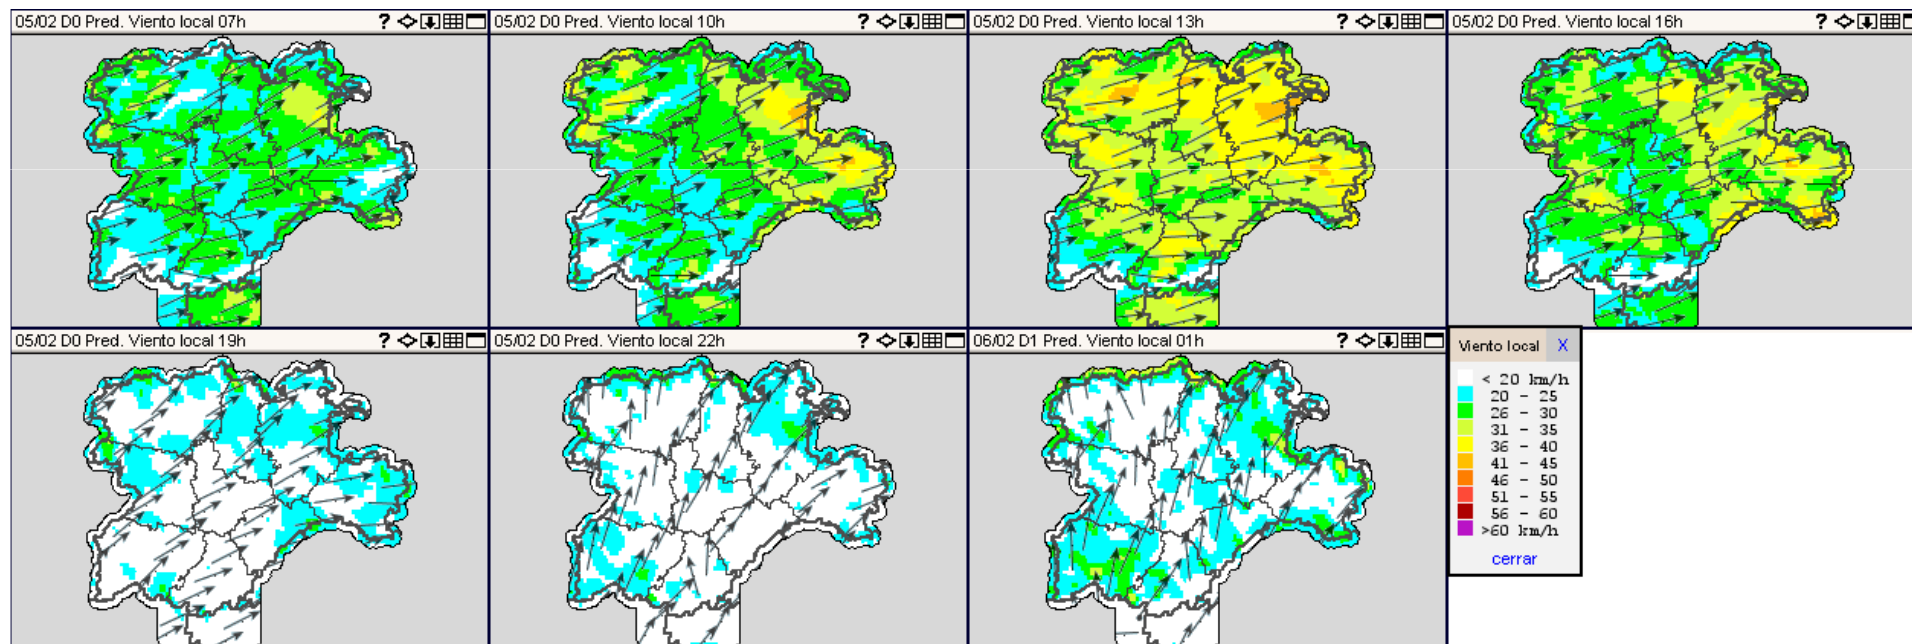 05/02 D0 Pred. Viento local 07h ?
05/02 D0 Pred. Viento local 10h ?
05/02 D0 Pred. Viento local 13h ?
05/02 D0 Pred. Viento local 16h ?
05/02 D0 Pred. Viento local 19h ?
05/02 D0 Pred. Viento local 22h ?
06/02 D1 Pred. Viento local 01h ?
Viento local X
< 20 km/h
20 - 25
26 - 30
31 - 35
36 - 40
41 - 45
46 - 50
51 - 55
56 - 60
>60 km/h
cerrar